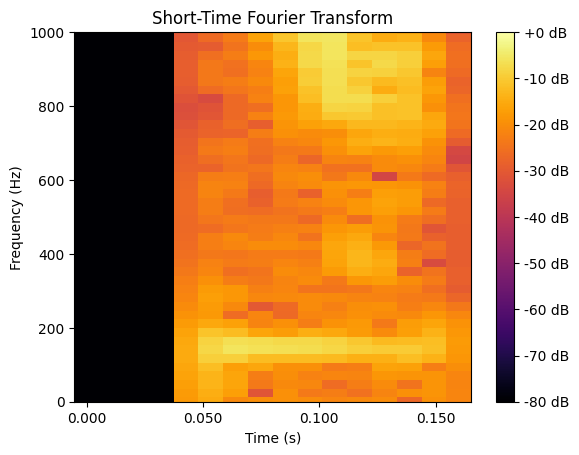 Short-Time Fourier Transform
1000
800
600
400
200
0
Frequency (Hz)
0.000
0.050
0.100
0.150
Time (s)
+0 dB
-10 dB
-20 dB
-30 dB
-40 dB
-50 dB
-60 dB
-70 dB
-80 dB